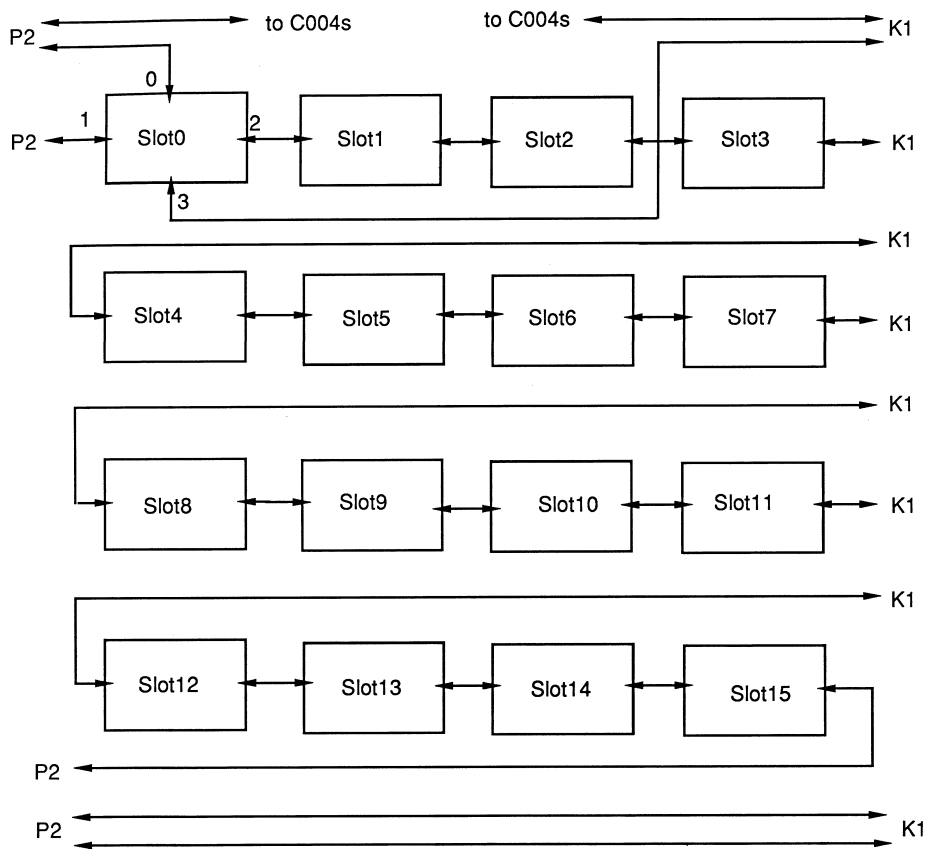 P2 to C004s to C004s K1
0
1 2
P2 Slot0 Slot1 Slot2 Slot3 K1
3
K1
Slot4 Slot5 Slot6 Slot7 K1
K1
Slot8 Slot9 Slot10 Slot11 K1
K1
Slot12 Slot13 Slot14 Slot15
P2
P2 K1